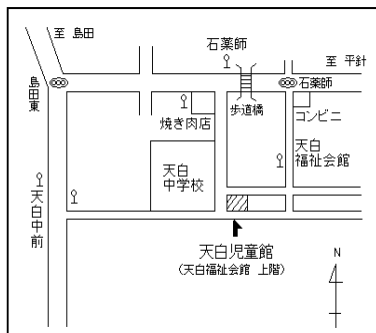 至 島田
石薬師
至 平針
島田東
石薬師
歩道橋
焼き肉店
コンビニ
天白
福祉会館
天白
中学校
天白中前
天白児童館
(天白福祉会館 上階)
N